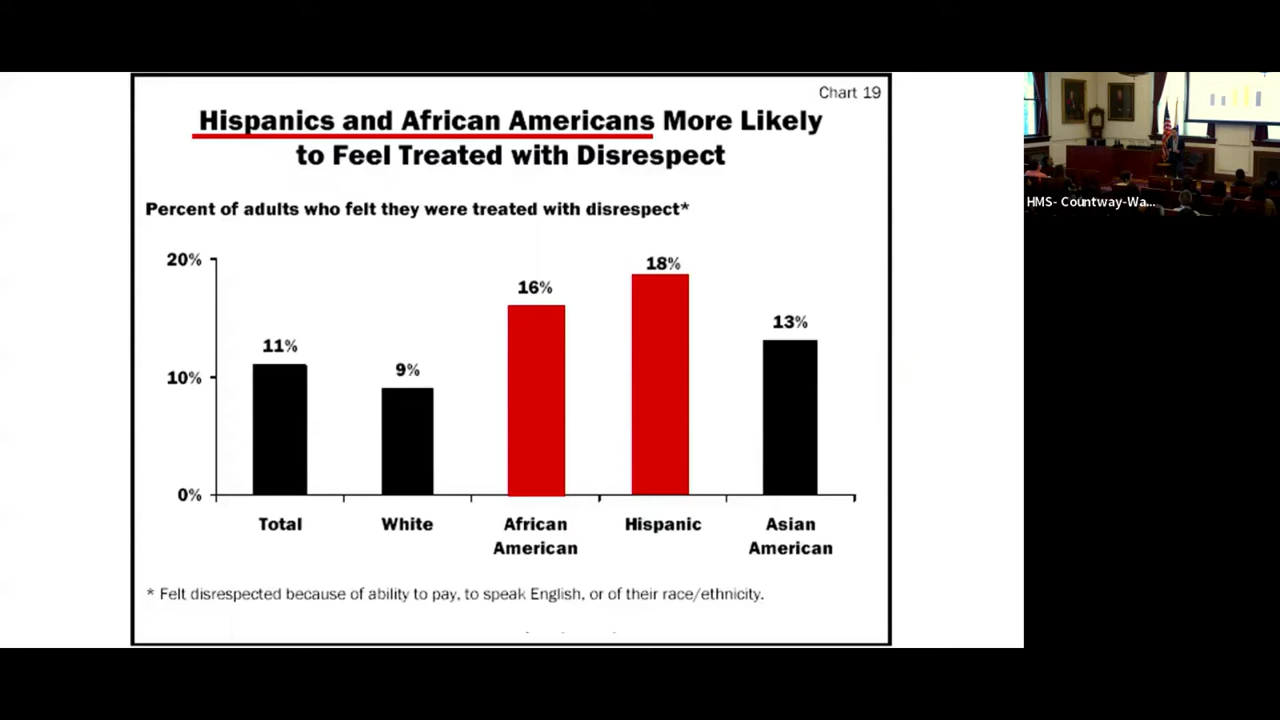 Chart 19
Hispanics and African Americans More Likely
to Feel Treated with Disrespect
Percent of adults who felt they were treated with disrespect*
20%
10%
0%
11%
9%
16%
18%
13%
Total
White
African
American
Hispanic
Asian
American
* Felt disrespected because of ability to pay, to speak English, or of their race/ethnicity.
HMS- Countway-Wa...